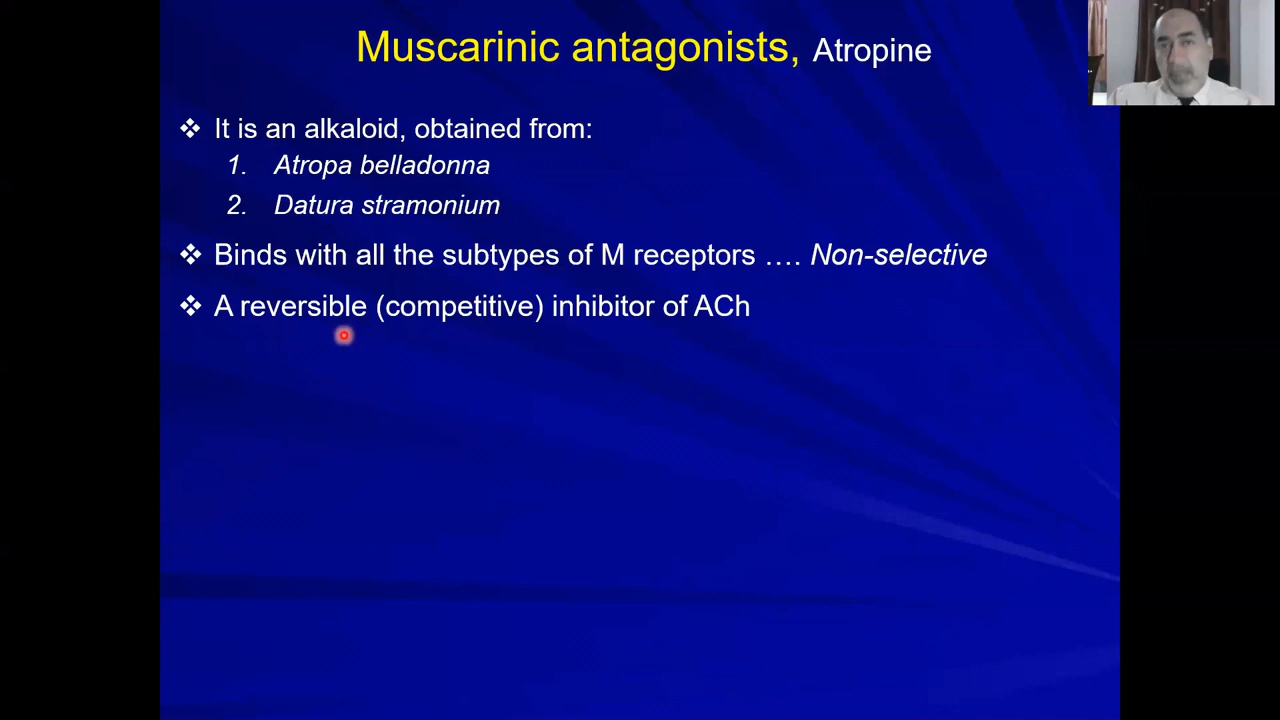 Muscarinic antagonists, Atropine
❖ It is an alkaloid, obtained from:
1. Atropa belladonna
2. Datura stramonium
❖ Binds with all the subtypes of M receptors …. Non-selective
❖ A reversible (competitive) inhibitor of ACh